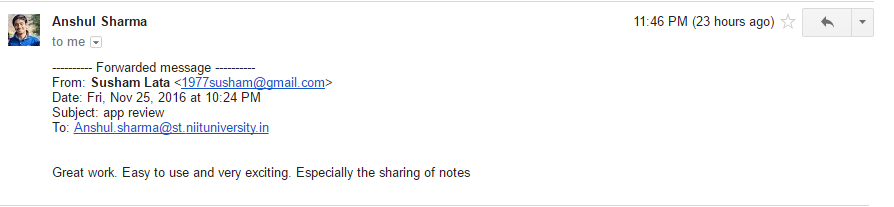 Anshul Sharma
11:46 PM (23 hours ago)
to me
---------- Forwarded message ----------
From: Susham Lata <1977susham@gmail.com>
Date: Fri, Nov 25, 2016 at 10:24 PM
Subject: app review
To: Anshul.sharma@st.niituniversity.in
Great work. Easy to use and very exciting. Especially the sharing of notes